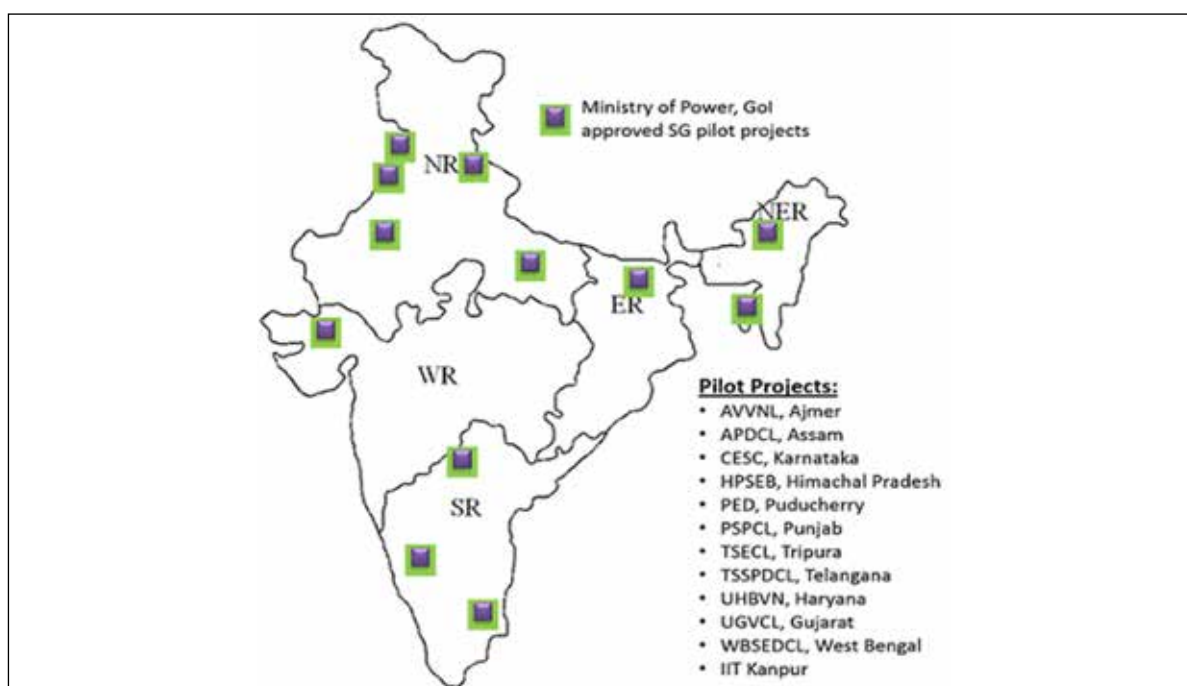 Ministry of Power, GoI
approved SG pilot projects
NR
NER
ER
WR
SR
Pilot Projects:
• AVVNL, Ajmer
• APDCL, Assam
• CESC, Karnataka
• HPSEB, Himachal Pradesh
• PED, Puducherry
• PSPCL, Punjab
• TSECL, Tripura
• TSSPDCL, Telangana
• UHBVN, Haryana
• UGVCL, Gujarat
• WBSEDCL, West Bengal
• IIT Kanpur